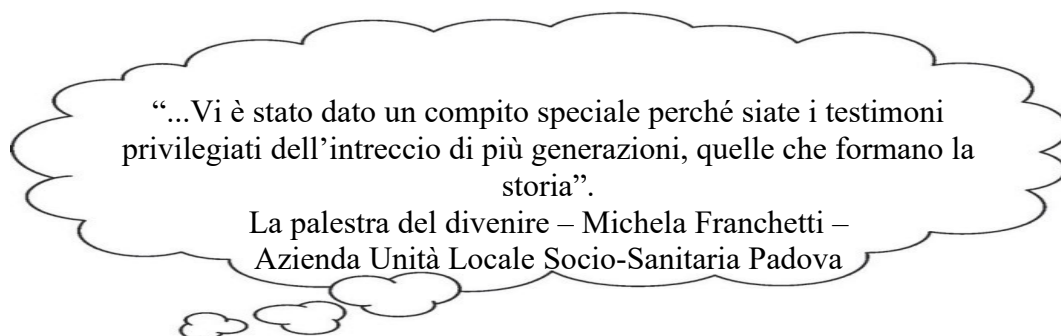 “...Vi è stato dato un compito speciale perché siate i testimoni
privilegiati dell’intreccio di più generazioni, quelle che formano la
storia”.
La palestra del divenire – Michela Franchetti –
Azienda Unità Locale Socio-Sanitaria Padova